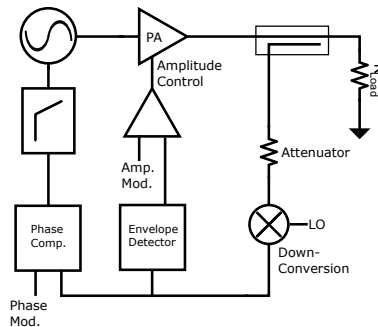 PA
Amplitude
Control
R
Load
Amp.
Mod.
Attenuator
Phase
Comp.
Envelope
Detector
LO
Down-
Conversion
Phase
Mod.